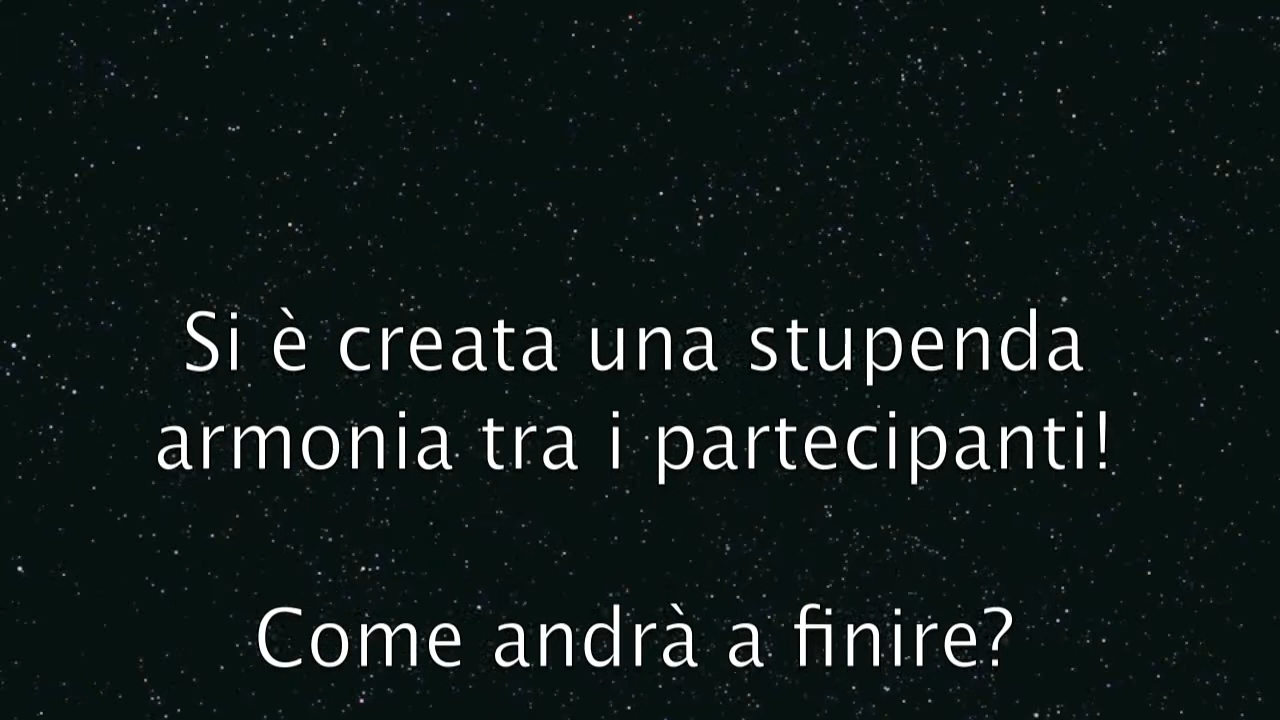 Si è creata una stupenda
armonia tra i partecipanti!
Come andrà a finire?